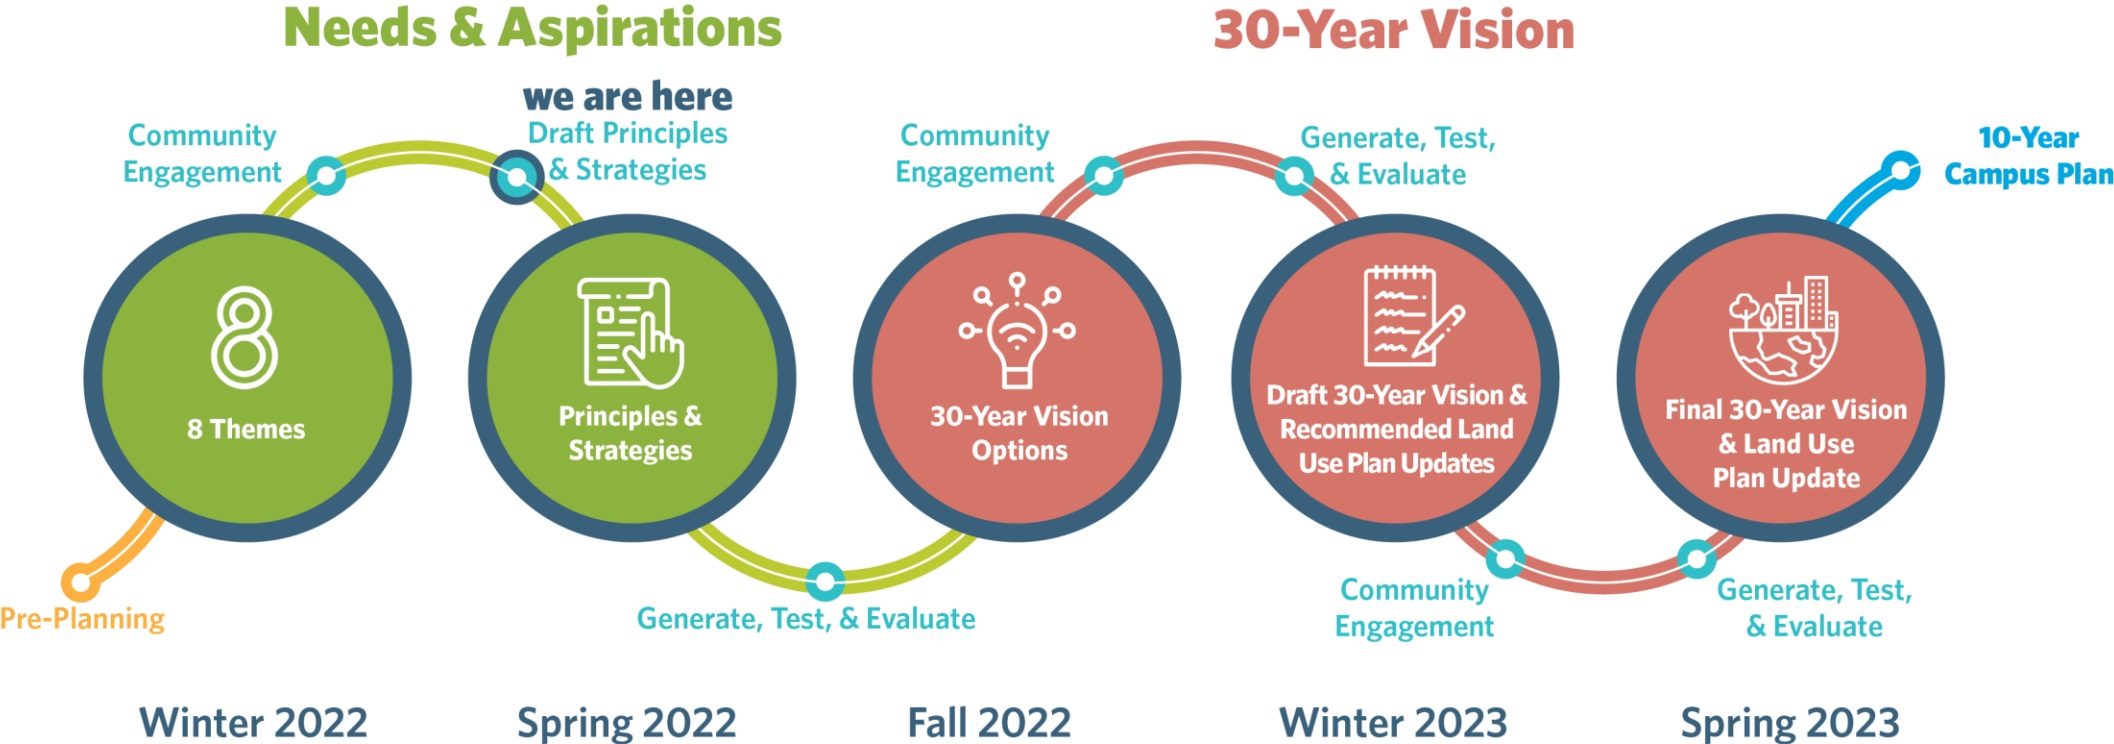 Needs & Aspirations
30-Year Vision
we are here
Community
Engagement
Draft Principles
& Strategies
Community
Engagement
Generate, Test,
& Evaluate
10-Year
Campus Plan
8
8 Themes
Principles &
Strategies
30-Year Vision
Options
Draft 30-Year Vision &
Recommended Land
Use Plan Updates
Final 30-Year Vision
& Land Use
Plan Update
Pre-Planning
Generate, Test, & Evaluate
Community
Engagement
Generate, Test,
& Evaluate
Winter 2022
Spring 2022
Fall 2022
Winter 2023
Spring 2023